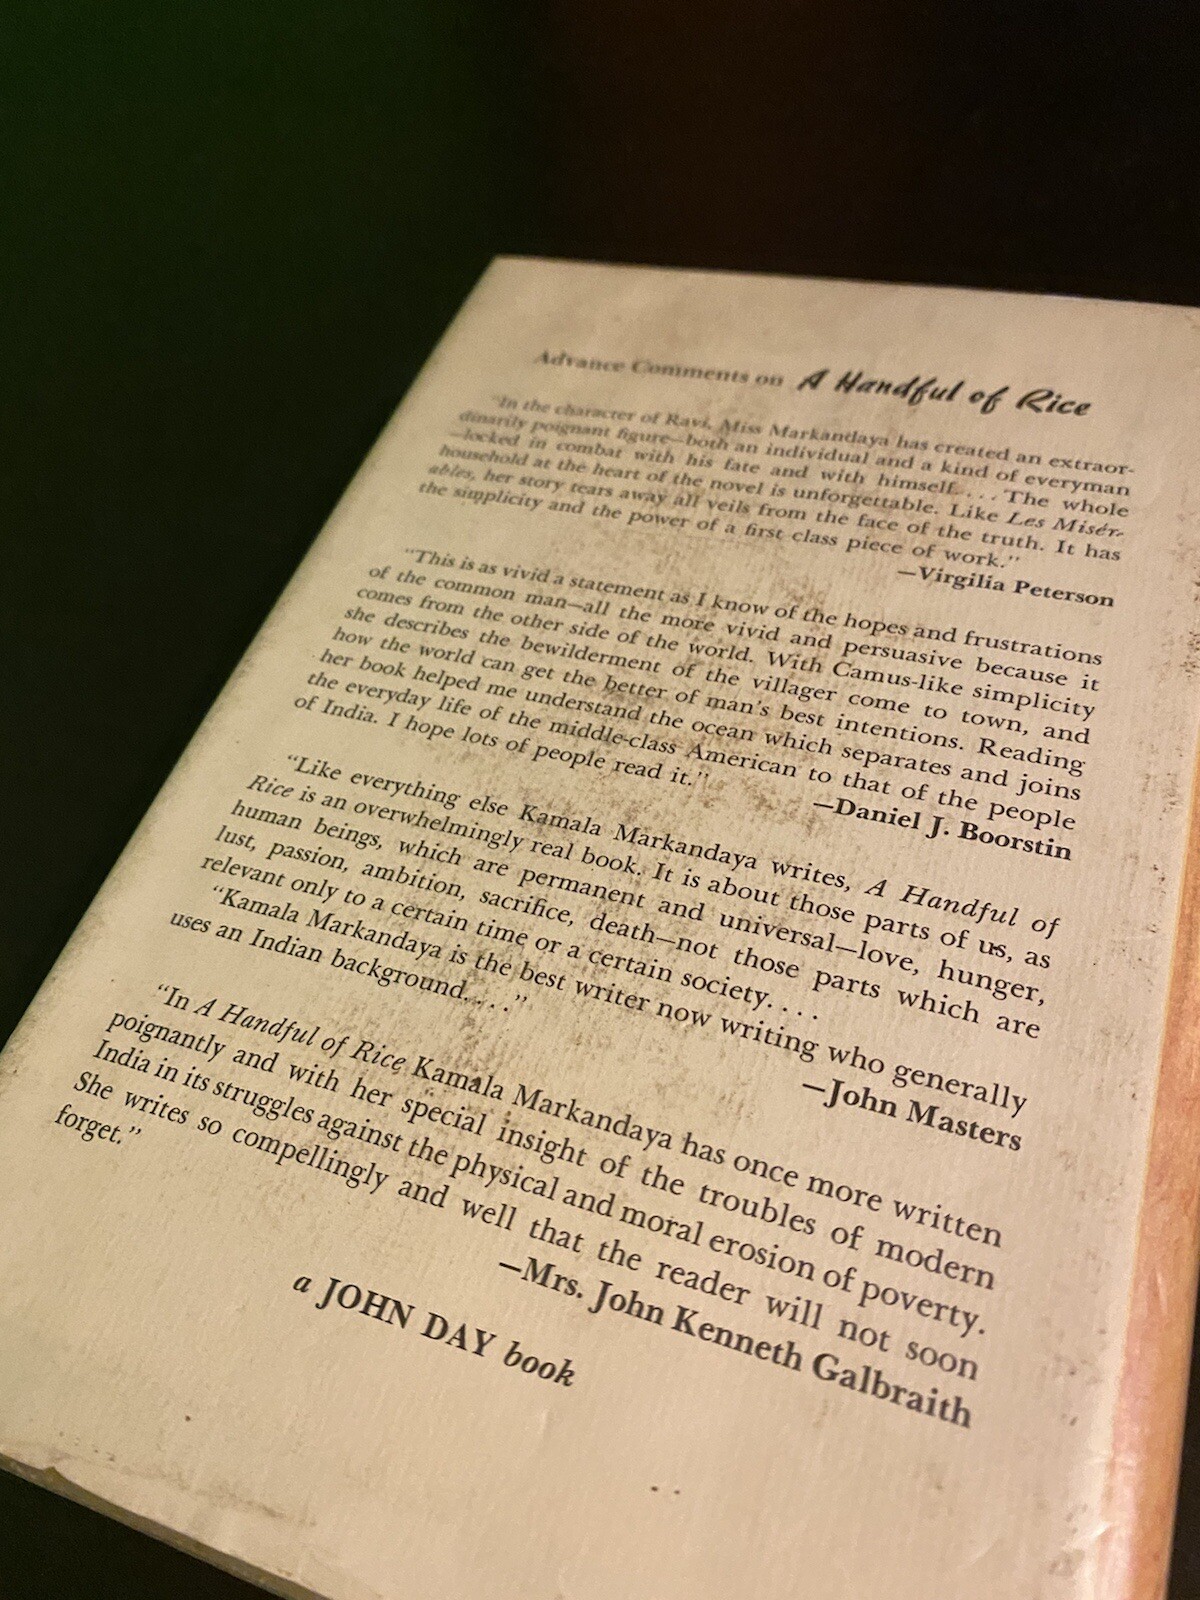 Advance Comments on A Handful of Rice
"In the character of Ravi, Miss Markandaya has created an extraor-
dinarily poignant figure—both an individual and a kind of everyman
—locked in combat with his fate and with himself. . . . The whole
household at the heart of the novel is unforgettable. Like Les Misér-
ables, her story tears away all veils from the face of the truth. It has
the simplicity and the power of a first class piece of work."
—Virgilia Peterson
"This is as vivid a statement as I know of the hopes and frustrations
of the common man—all the more vivid and persuasive because it
comes from the other side of the world. With Camus-like simplicity
she describes the bewilderment of the villager come to town, and
how the world can get the better of man's best intentions. Reading
her book helped me understand the ocean which separates and joins
the everyday life of the middle-class American to that of the people
of India. I hope lots of people read it."
—Daniel J. Boorstin
"Like everything else Kamala Markandaya writes, A Handful of
Rice is an overwhelmingly real book. It is about those parts of us, as
human beings, which are permanent and universal—love, hunger,
lust, passion, ambition, sacrifice, death—not those parts which are
relevant only to a certain time or a certain society. . . .
"Kamala Markandaya is the best writer now writing who generally
uses an Indian background. . . ."
—John Masters
"In A Handful of Rice Kamala Markandaya has once more written
poignantly and with her special insight of the troubles of modern
India in its struggles against the physical and moral erosion of poverty.
She writes so compellingly and well that the reader will not soon
forget."
—Mrs. John Kenneth Galbraith
a JOHN DAY book